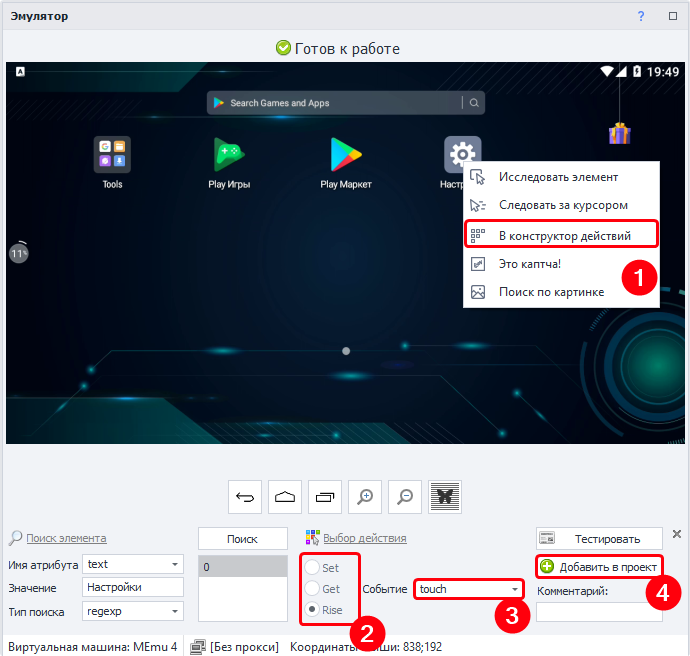 Эмулятор
?
Готов к работе
A
19:49
Search Games and Apps
Tools
Play Игры
Play Маркет
Настр
Исследовать элемент
Следовать за курсором
В конструктор действий
Это каптча!
Поиск по картинке
1
11%
Поиск элемента
Поиск
Выбор действия
Тестировать
Имя атрибута
text
0
Set
Добавить в проект
Значение
Настройки
Get
Событие
touch
Комментарий:
4
Тип поиска
regexp
Rise
2
3
Виртуальная машина: MEmu 4
[Без прокси]
Координаты мыши: 838;192